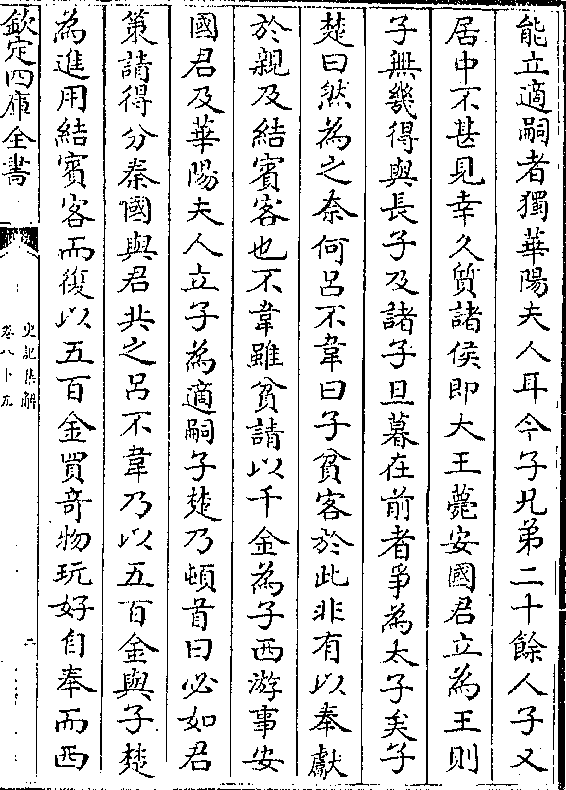 能立適嗣者獨華陽夫人耳今子兄弟二十餘人子又
居中不甚見幸久質諸侯即大王薨安國君立為王則
子無幾得與長子及諸子旦暮在前者爭為太子矣子
楚曰然為之奈何呂不韋曰子貧客於此非有以奉獻
於親及結賓客也不韋雖貧請以千金為子西游事安
國君及華陽夫人立子為適嗣子楚乃頓首曰必如君
策請得分秦國與君共之呂不韋乃以五百金與子楚
為進用結賓客而復以五百金買奇物玩好自奉而西
欽定四庫全書
史記集解
卷八十五
二